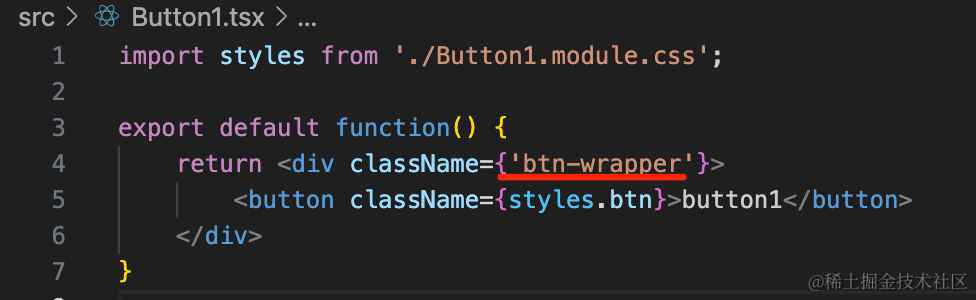 src > Button1.tsx > ...
1 import styles from './Button1.module.css';
2
3 export default function() {
4     return <div className={'btn-wrapper'}>
5         <button className={styles.btn}>button1</button>
6     </div>
7 }
@稀土掘金技术社区